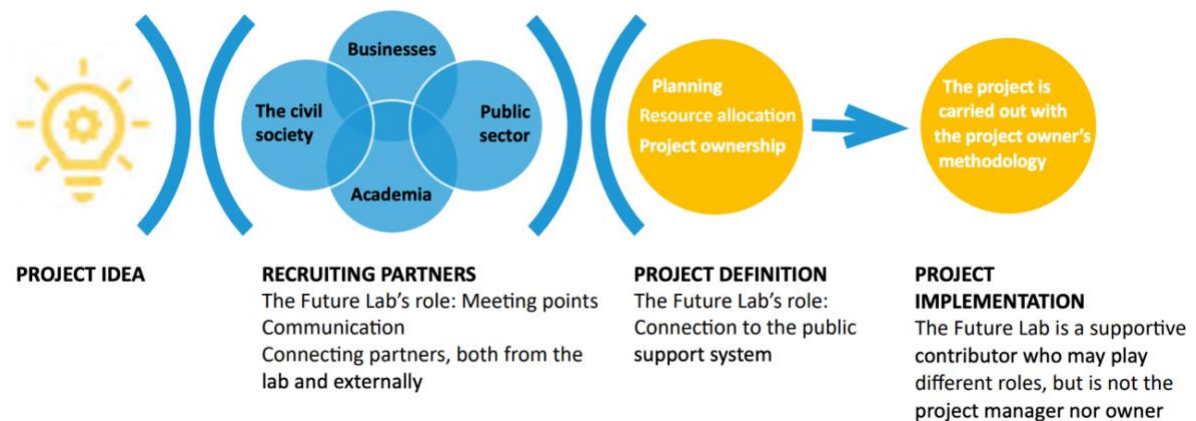 Businesses
The civil
society
Public
sector
Academia
Planning
Resource allocation
Project ownership
The project is
carried out with
the project owner's
methodology
PROJECT IDEA
RECRUITING PARTNERS
The Future Lab's role: Meeting points
Communication
Connecting partners, both from the
lab and externally
PROJECT DEFINITION
The Future Lab's role:
Connection to the public
support system
PROJECT
IMPLEMENTATION
The Future Lab is a supportive
contributor who may play
different roles, but is not the
project manager nor owner